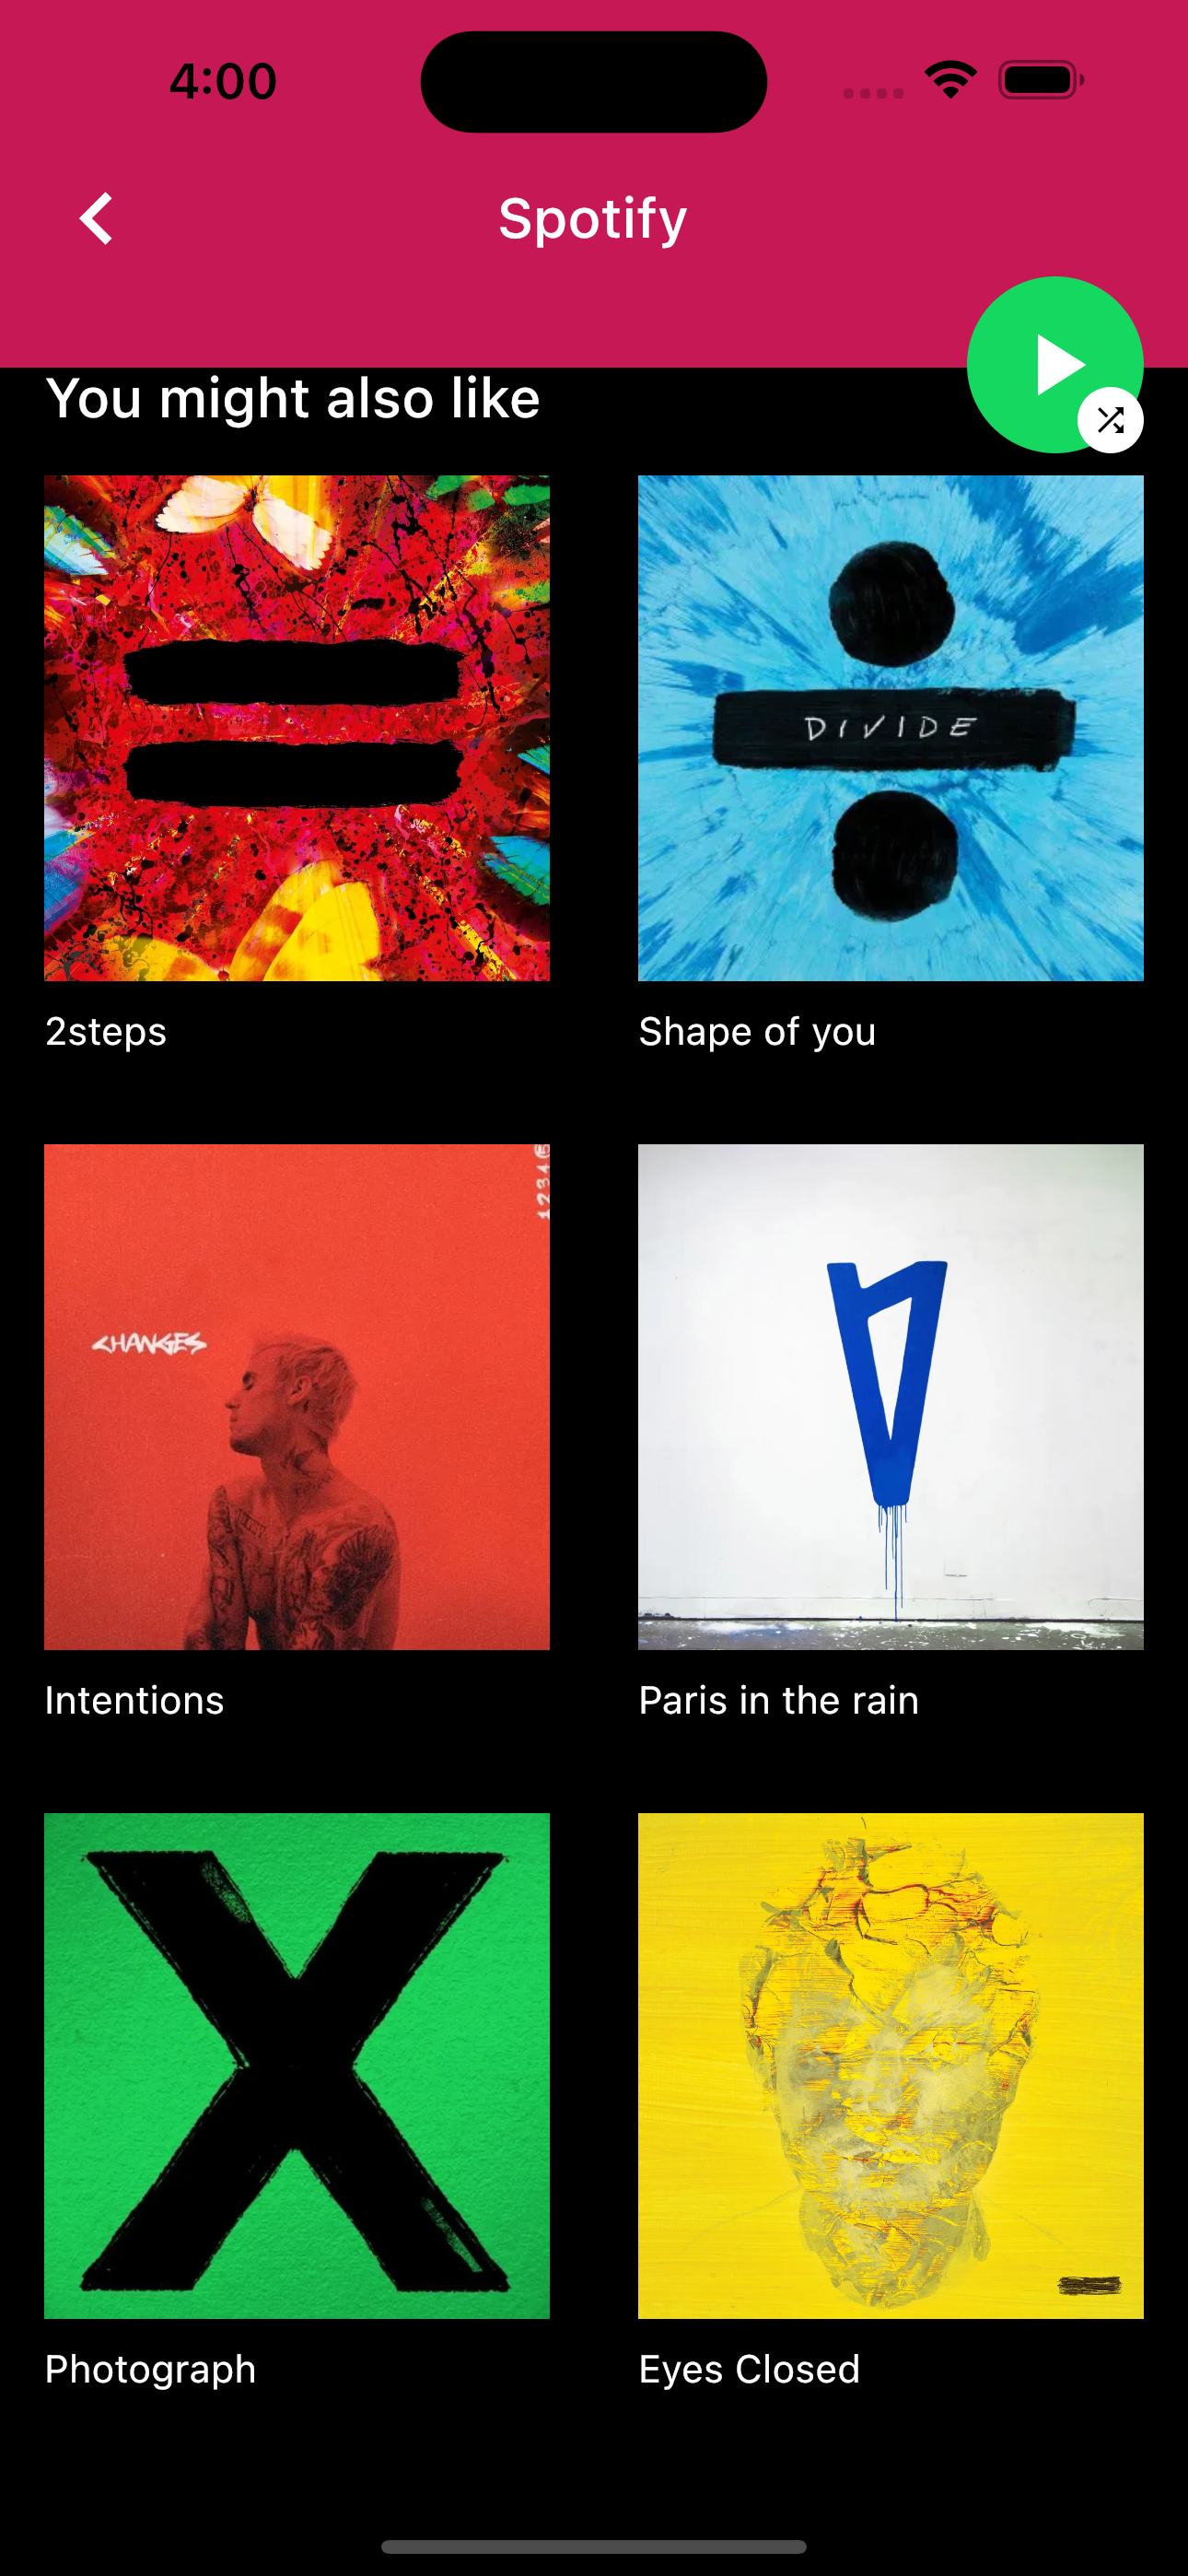 4:00
Spotify
You might also like
DIVIDE
2steps
Shape of you
CHANGES
Intentions
Paris in the rain
X
Photograph
Eyes Closed